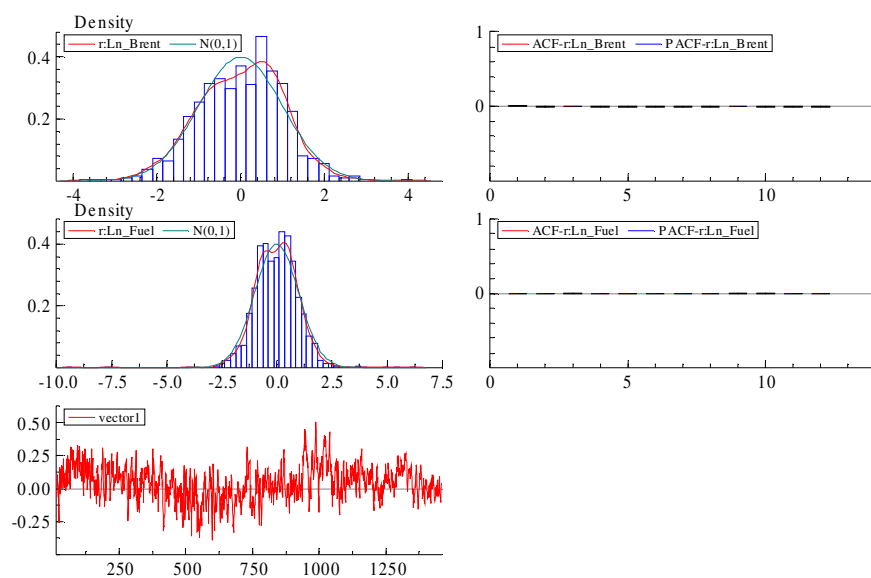 Density
r:Ln_Brent N(0,1)
0.4
0.2
-4 -2 0 2 4
1
ACF-r:Ln_Brent PACF-r:Ln_Brent
0
0 5 10
Density
r:Ln_Fuel N(0,1)
0.4
0.2
-10.0 -7.5 -5.0 -2.5 0.0 2.5 5.0 7.5
1
ACF-r:Ln_Fuel PACF-r:Ln_Fuel
0
0 5 10
vector1
0.50
0.25
0.00
-0.25
250 500 750 1000 1250